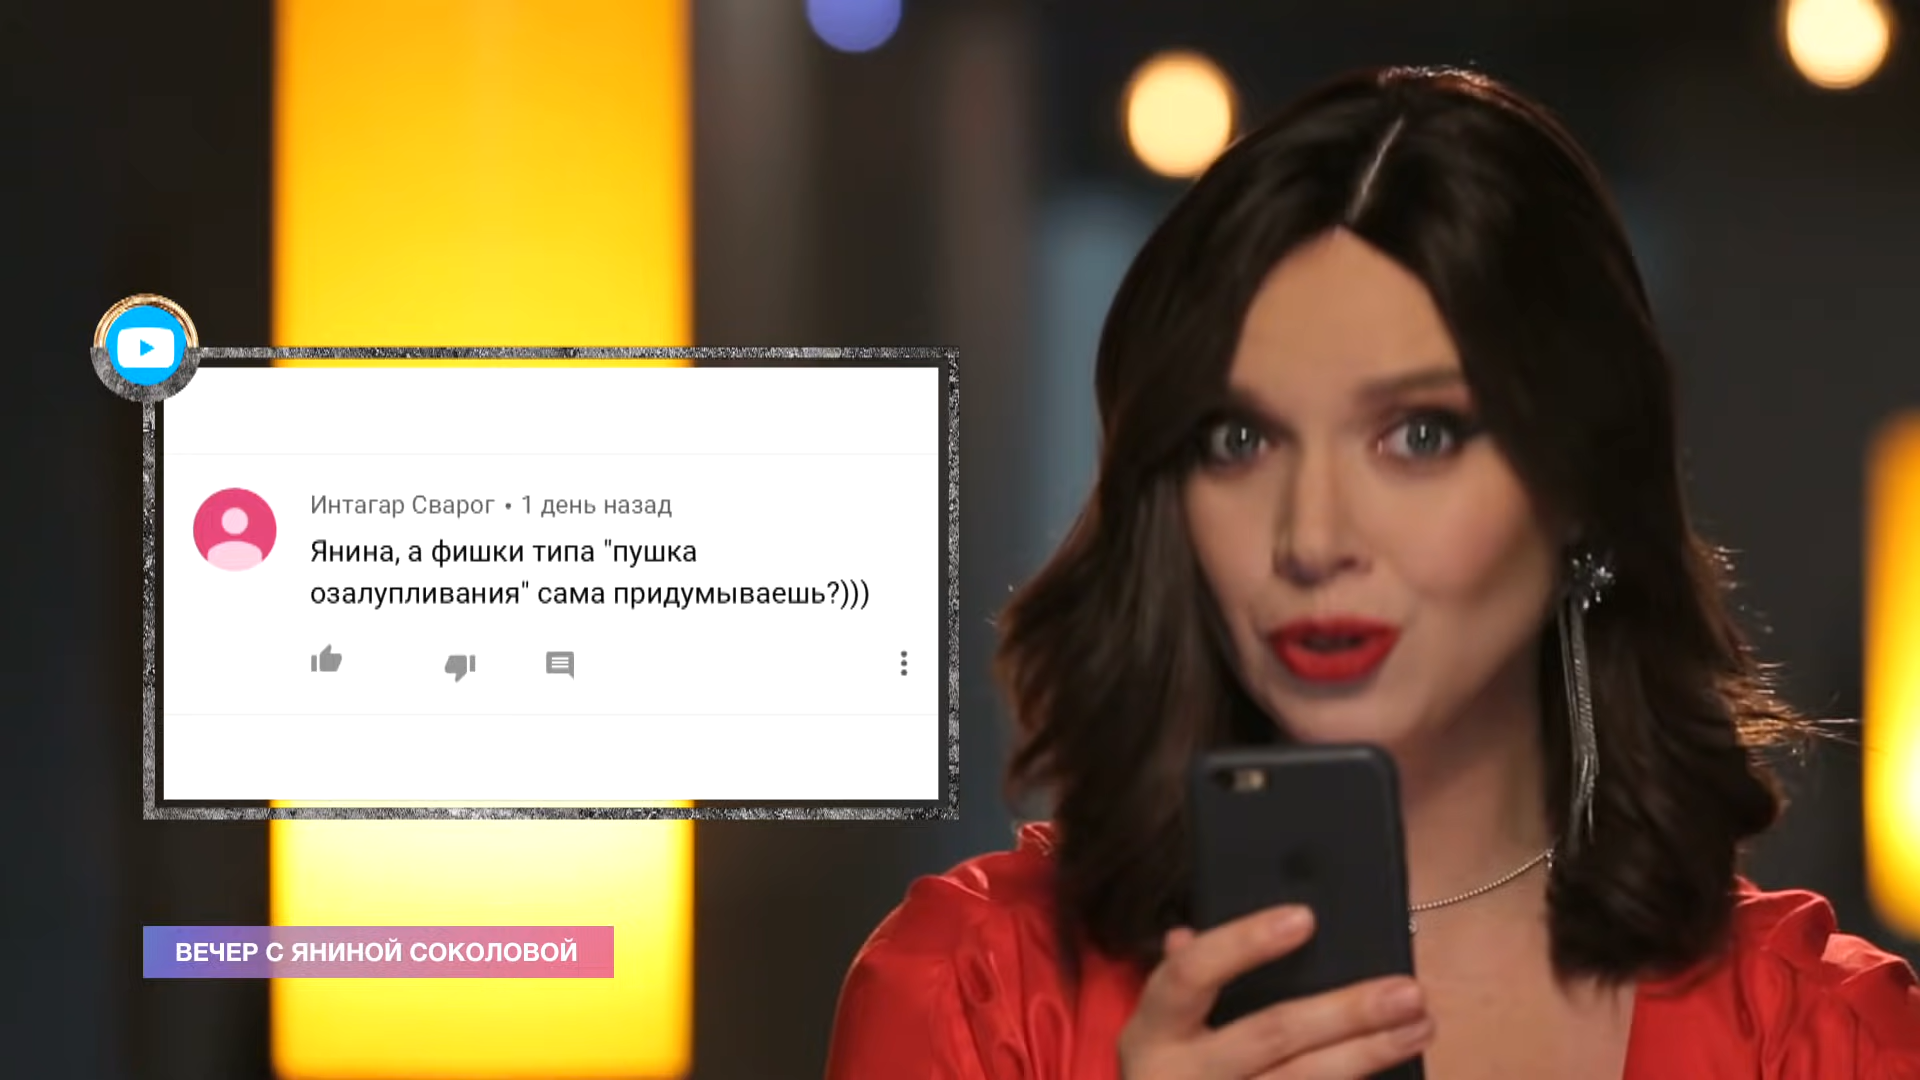 Интагар Сварог • 1 день назад
Янина, а фишки типа "пушка
озалупливания" сама придумываешь?)))
ВЕЧЕР С ЯНИНОЙ СОКОЛОВОЙ